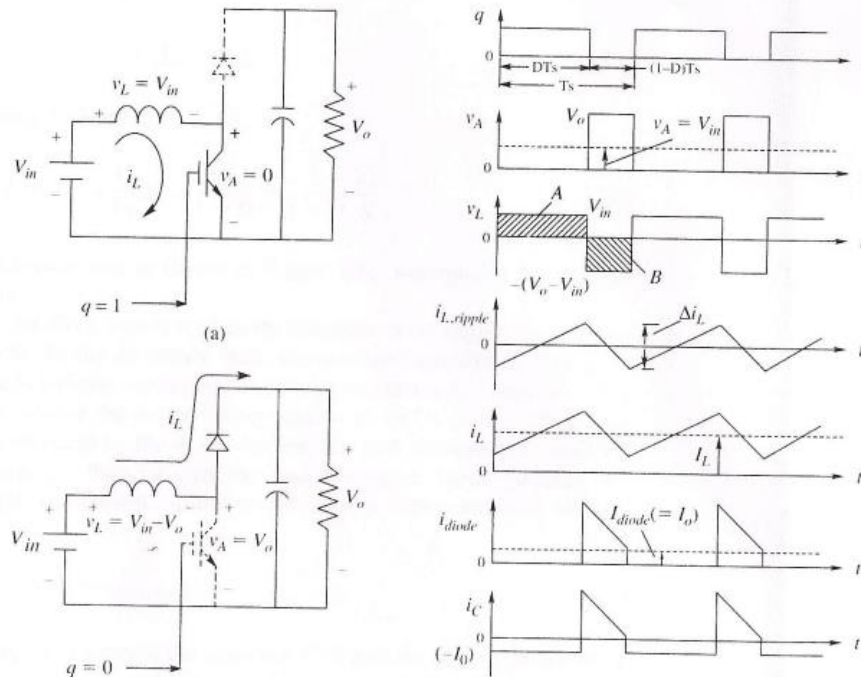 v_L = V_in
+ −
+
V_in
−
i_L
+
v_A = 0
−
+
V_o
−
q = 1
(a)
i_L
+ −
v_L = V_in−V_o
+
V_in
−
+
v_A = V_o
−
+
V_o
−
q = 0
q
0
DTs (1–D)Ts
Ts
t
v_A
V_o
v_A = V_in
0
v_L
A
V_in
0
B
−(V_o−V_in)
i_L,ripple
Δi_L
0
i_L
I_L
0
t
i_diode
I_diode(= I_o)
0
t
i_C
0
t
(−I_0)